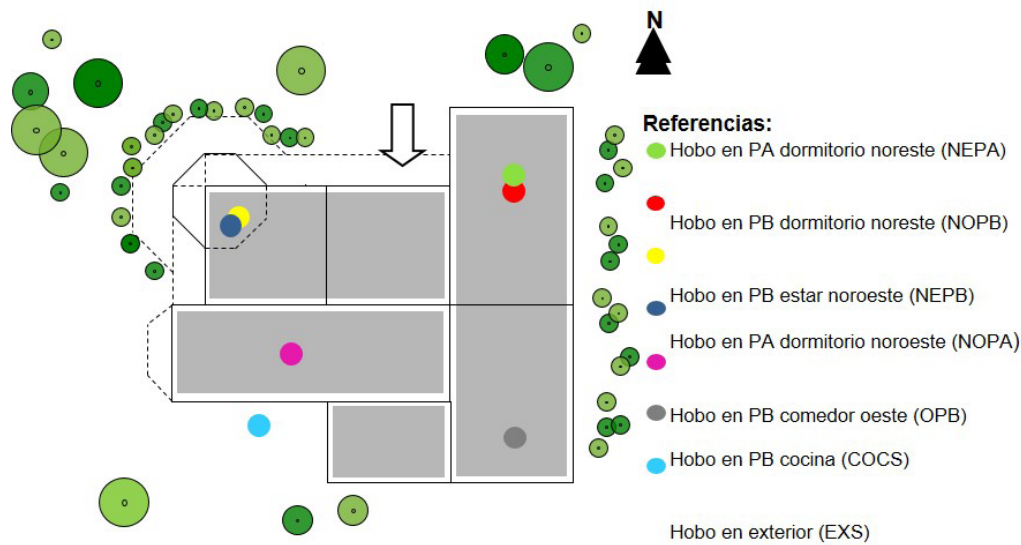 N
Referencias:
Hobo en PA dormitorio noreste (NEPA)
Hobo en PB dormitorio noreste (NOPB)
Hobo en PB estar noroeste (NEPB)
Hobo en PA dormitorio noroeste (NOPA)
Hobo en PB comedor oeste (OPB)
Hobo en PB cocina (COCS)
Hobo en exterior (EXS)